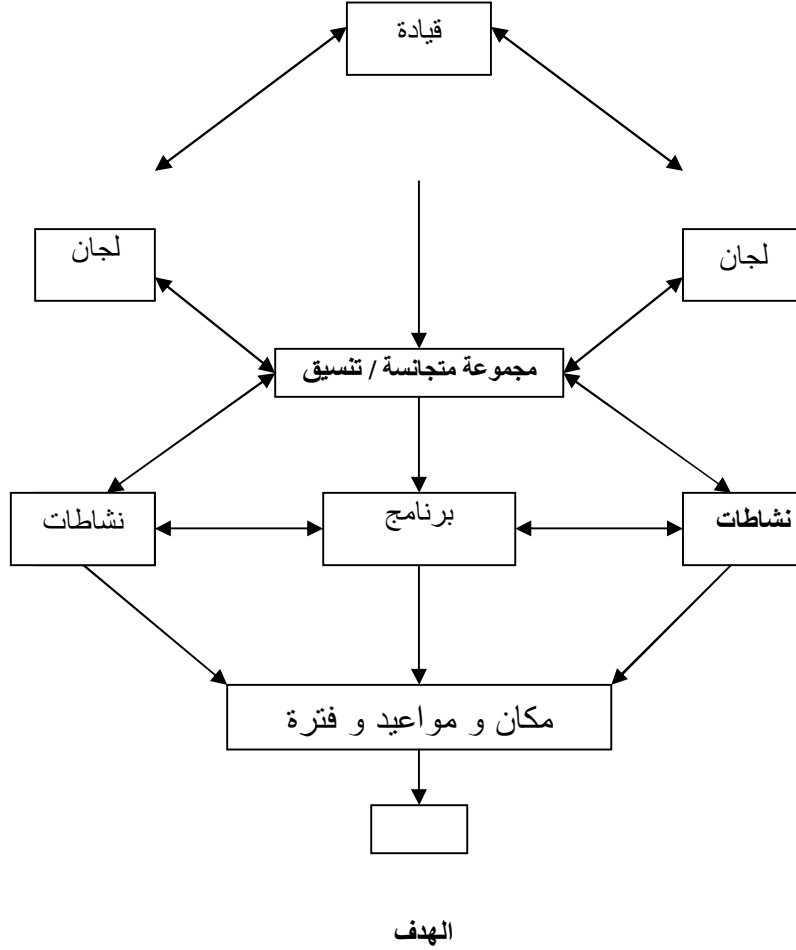 قيادة
لجان
لجان
مجموعة متجانسة / تنسيق
نشاطات
برنامج
نشاطات
مكان و مواعيد و فترة
الهدف